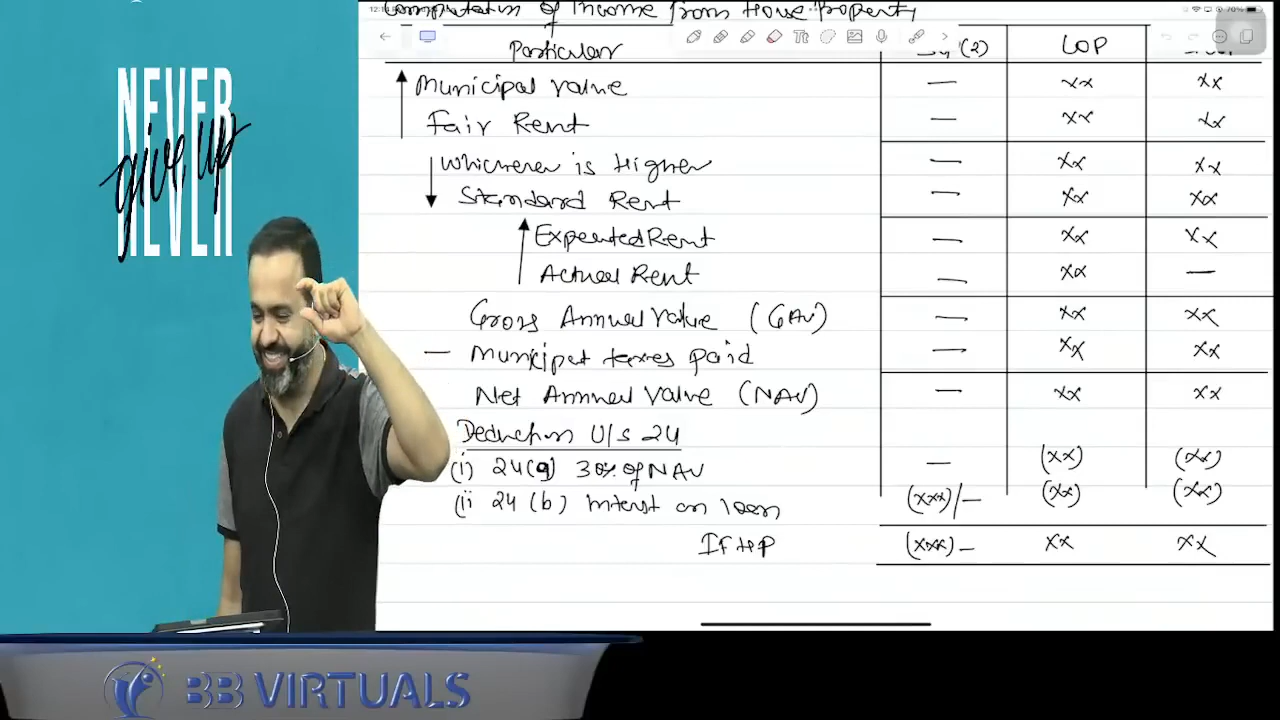 NEVER
give up
NEVER
Computation of Income from House Property
Particular (2) LOP
Municipal Value — xx xx
Fair Rent — xx xx
Whichever is Higher — xx xx
Standard Rent — xx xx
Expected Rent — xx xx
Actual Rent — xx —
Gross Annual Value (GAV) — xx xx
— Municipal taxes paid — xx xx
Net Annual Value (NAV) — xx xx
Deduction U/s 24
(i) 24(a) 30% of NAV — (xx) (xx)
(ii 24 (b) Interest on loan (xxx)/— (xx) (xx)
IFHP (xxx) — xx xx
BB VIRTUALS